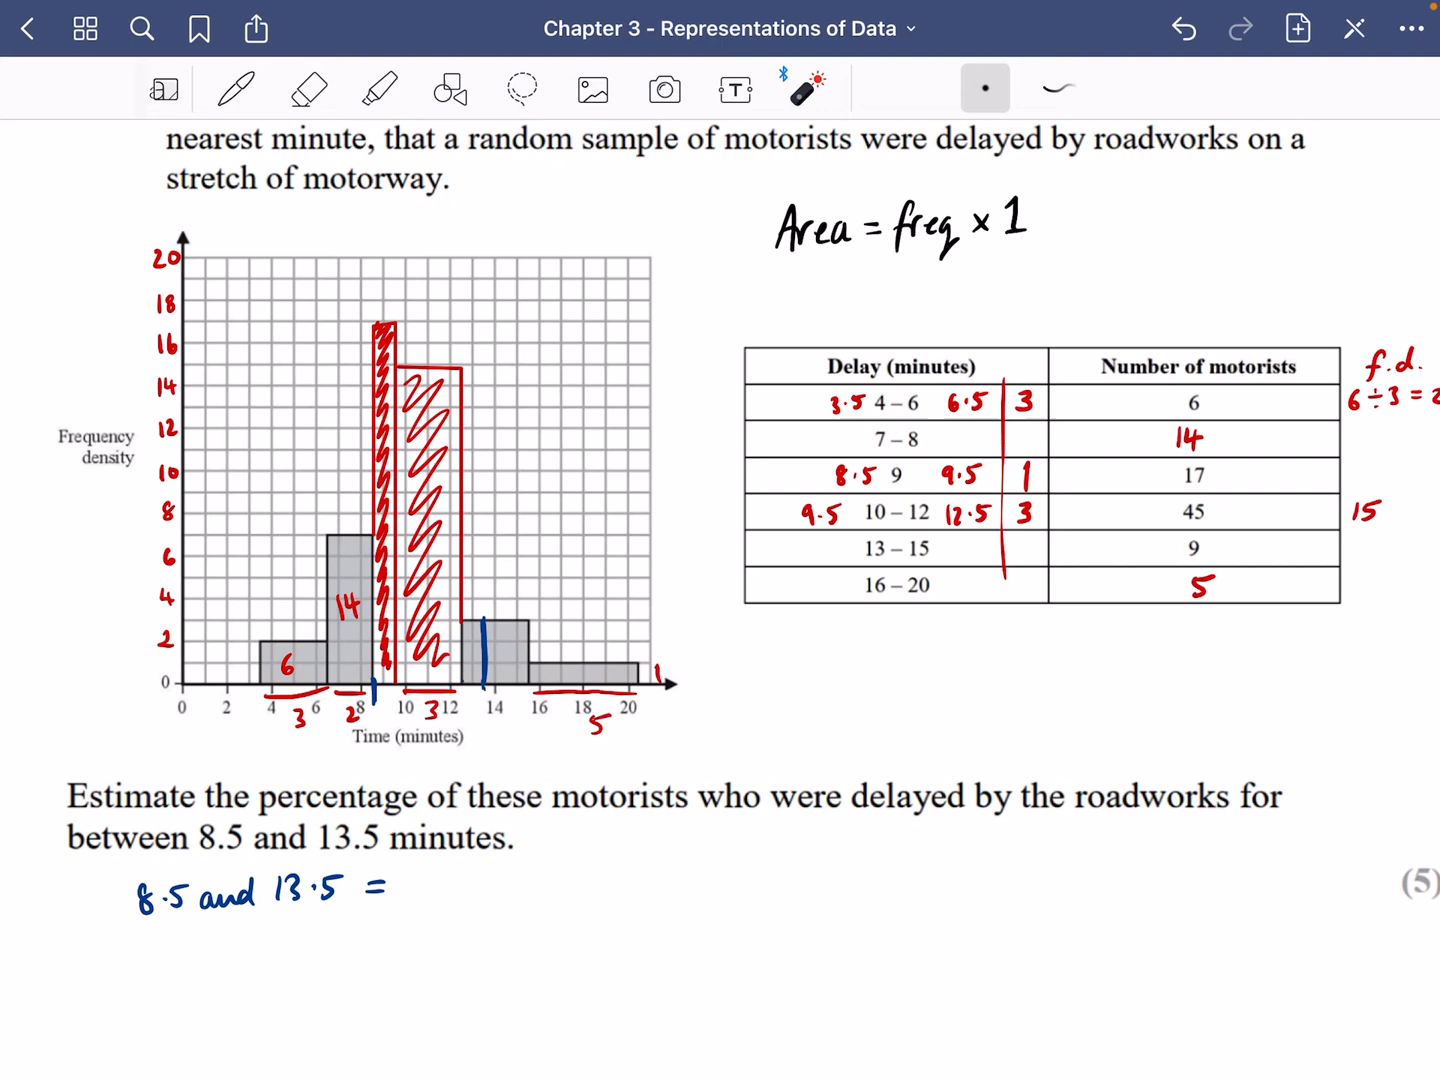 Chapter 3 - Representations of Data
nearest minute, that a random sample of motorists were delayed by roadworks on a
stretch of motorway.
Area = freq × 1
20
18
16
14
12
10
8
6
4
2
0
Frequency
density
6
14
0 2 4 6 8 10 12 14 16 18 20
3 2 3 5
1
Time (minutes)
Delay (minutes) Number of motorists f.d.
3.5 4 – 6 6.5 3 6 6 ÷ 3 = 2
7 – 8 14
8.5 9 9.5 1 17
9.5 10 – 12 12.5 3 45 15
13 – 15 9
16 – 20 5
Estimate the percentage of these motorists who were delayed by the roadworks for
between 8.5 and 13.5 minutes.
(5)
8.5 and 13.5 =